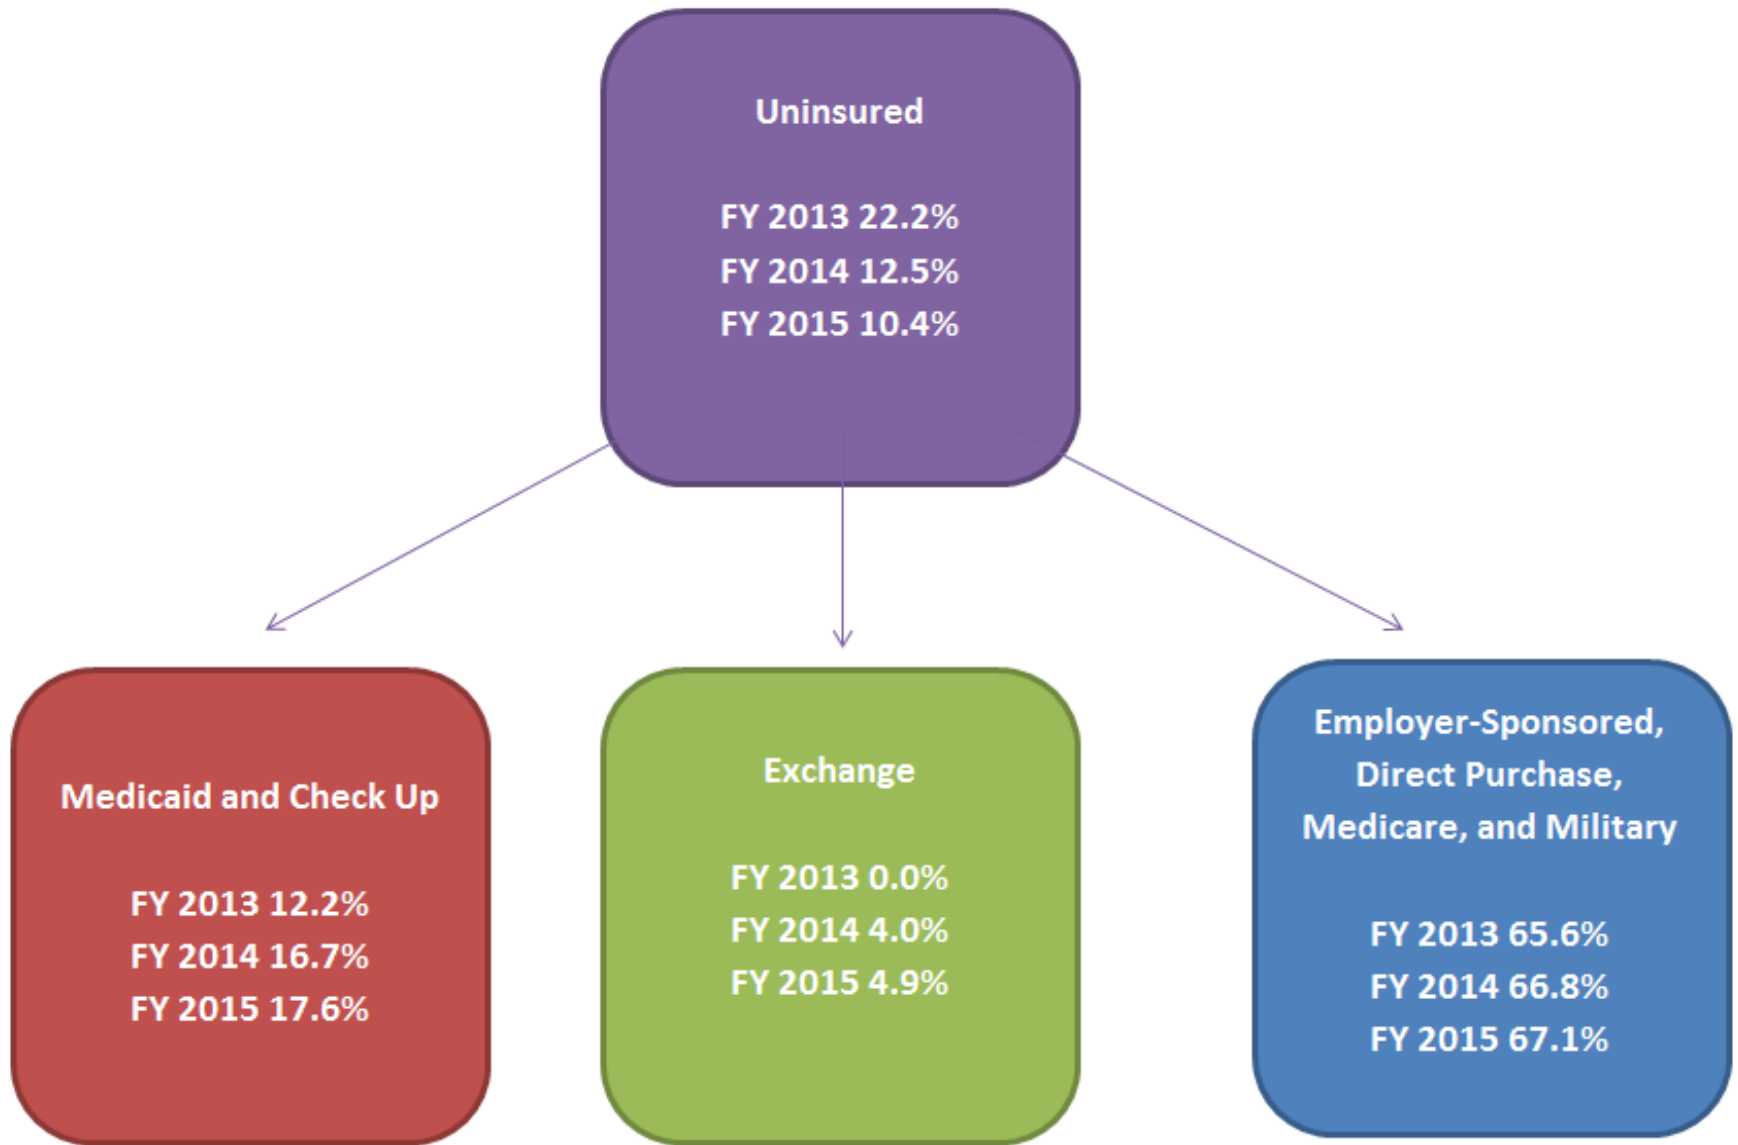 Uninsured
FY 2013 22.2%
FY 2014 12.5%
FY 2015 10.4%
Medicaid and Check Up
FY 2013 12.2%
FY 2014 16.7%
FY 2015 17.6%
Exchange
FY 2013 0.0%
FY 2014 4.0%
FY 2015 4.9%
Employer-Sponsored,
Direct Purchase,
Medicare, and Military
FY 2013 65.6%
FY 2014 66.8%
FY 2015 67.1%